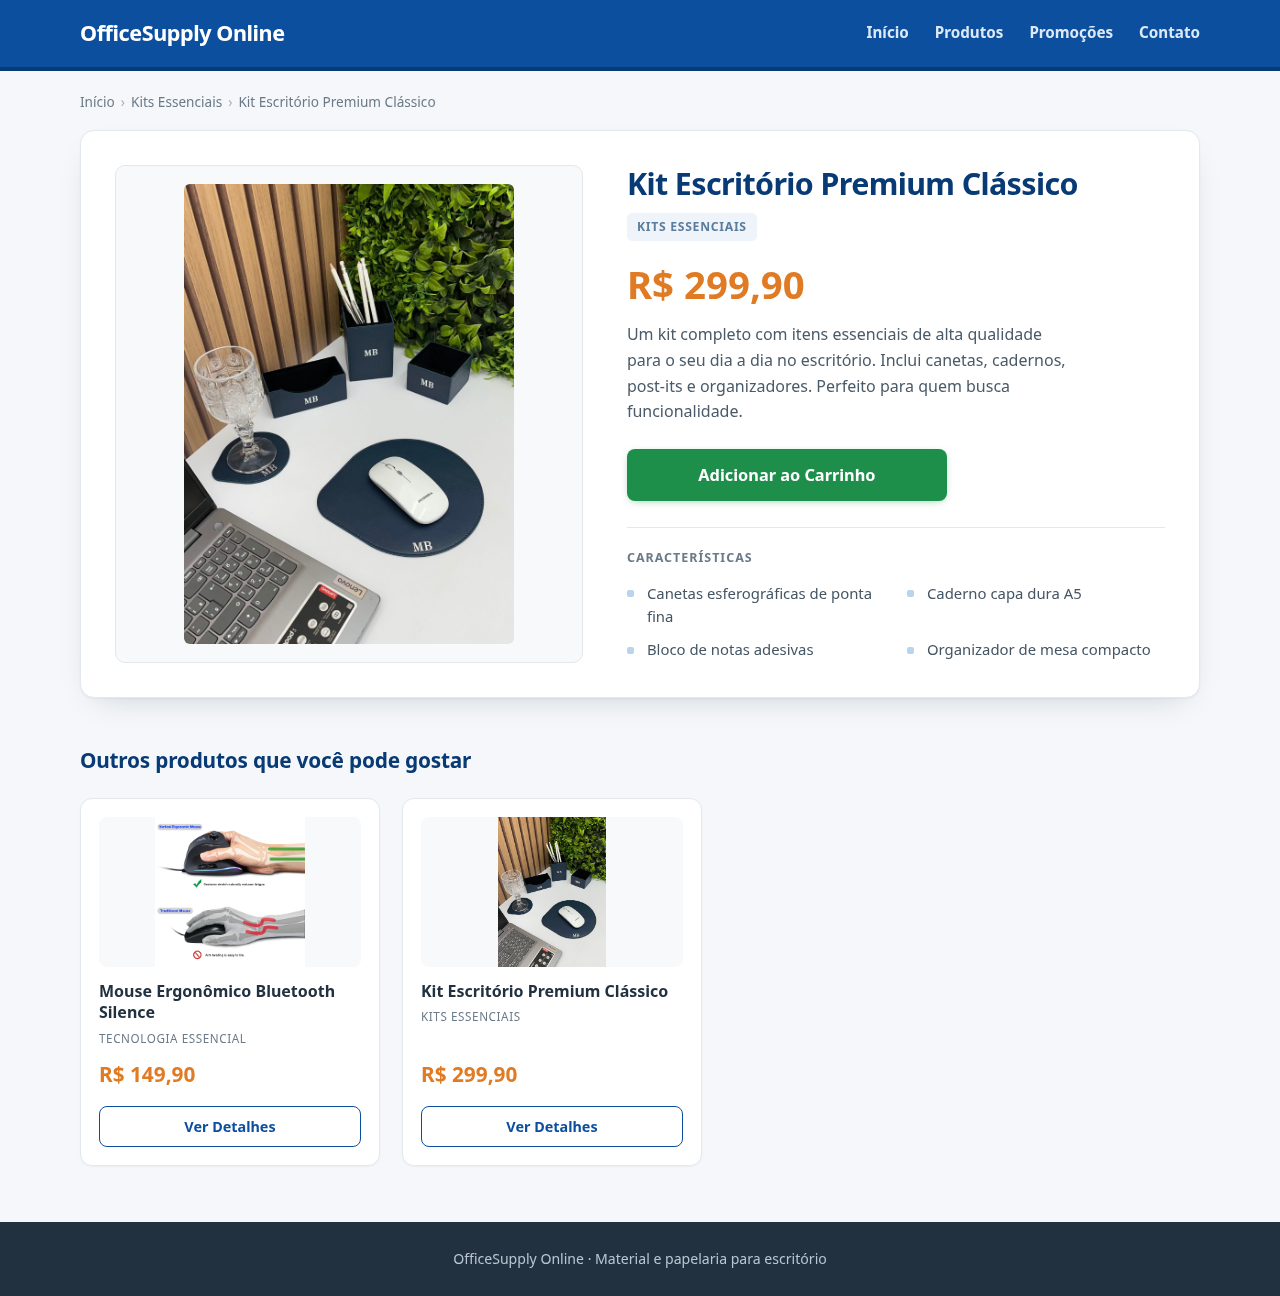 OfficeSupply Online
Início Produtos Promoções Contato
Início › Kits Essenciais › Kit Escritório Premium Clássico
MB
MB
MB
MB
MB
Lenovo
Kit Escritório Premium Clássico
KITS ESSENCIAIS
R$ 299,90
Um kit completo com itens essenciais de alta qualidade
para o seu dia a dia no escritório. Inclui canetas, cadernos,
post-its e organizadores. Perfeito para quem busca
funcionalidade.
Adicionar ao Carrinho
CARACTERÍSTICAS
Canetas esferográficas de ponta
fina
Caderno capa dura A5
Bloco de notas adesivas
Organizador de mesa compacto
Outros produtos que você pode gostar
Mouse Ergonômico Bluetooth
Silence
TECNOLOGIA ESSENCIAL
R$ 149,90
Ver Detalhes
Kit Escritório Premium Clássico
KITS ESSENCIAIS
R$ 299,90
Ver Detalhes
OfficeSupply Online · Material e papelaria para escritório